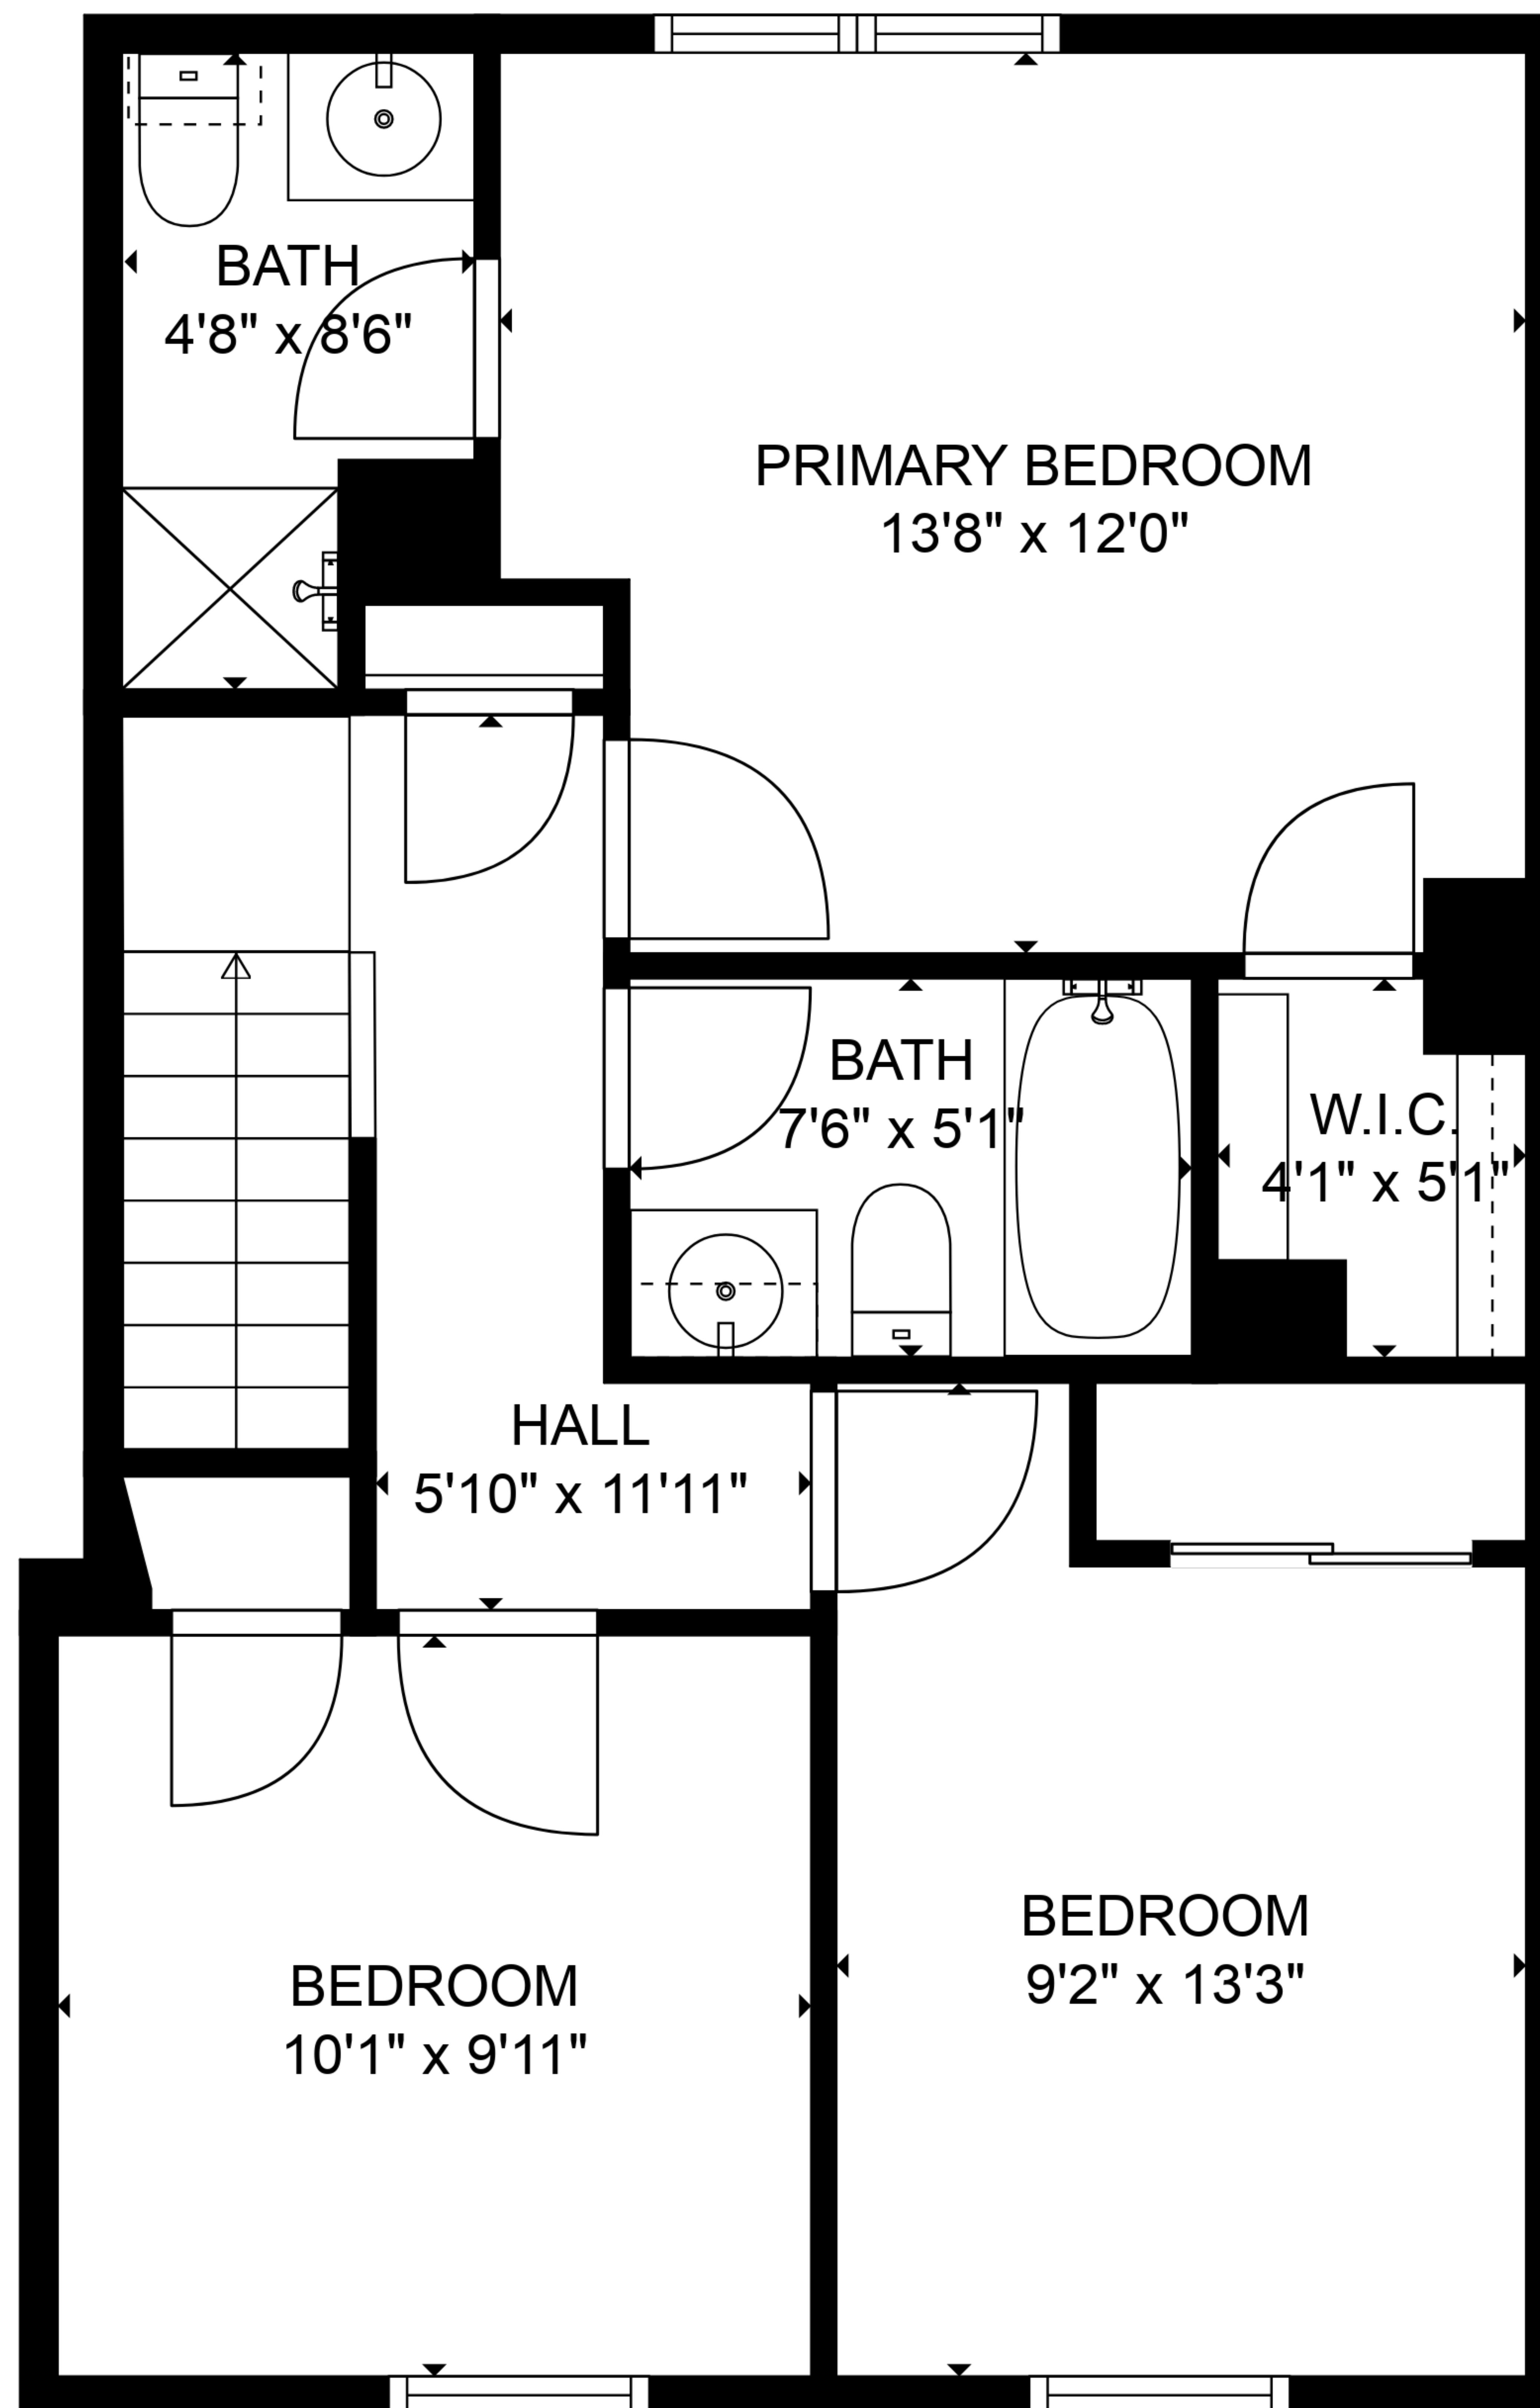 BATH
4'8" x 8'6"
PRIMARY BEDROOM
13'8" x 12'0"
BATH
7'6" x 5'1"
W.I.C.
4'1" x 5'1"
HALL
5'10" x 11'11"
BEDROOM
9'2" x 13'3"
BEDROOM
10'1" x 9'11"